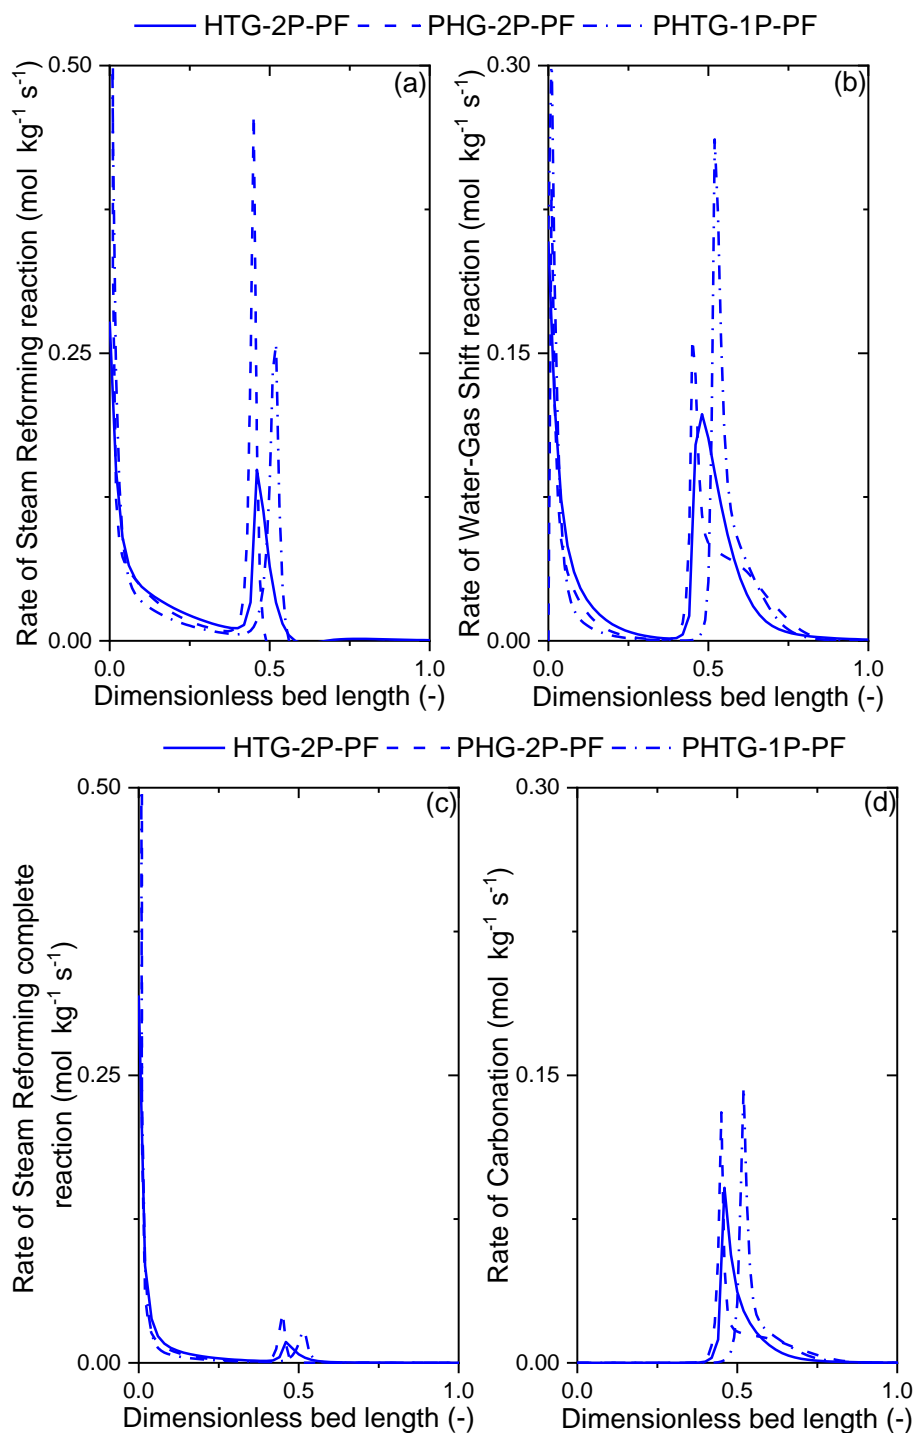 HTG-2P-PF PHG-2P-PF PHTG-1P-PF
(a)
Rate of Steam Reforming reaction (mol kg-1 s-1)
0.50
0.25
0.00
0.0 0.5 1.0
Dimensionless bed length (-)
(b)
Rate of Water-Gas Shift reaction (mol kg-1 s-1)
0.30
0.15
0.00
0.0 0.5 1.0
Dimensionless bed length (-)
HTG-2P-PF PHG-2P-PF PHTG-1P-PF
(c)
Rate of Steam Reforming complete
reaction (mol kg-1 s-1)
0.50
0.25
0.00
0.0 0.5 1.0
Dimensionless bed length (-)
(d)
Rate of Carbonation (mol kg-1 s-1)
0.30
0.15
0.00
0.0 0.5 1.0
Dimensionless bed length (-)